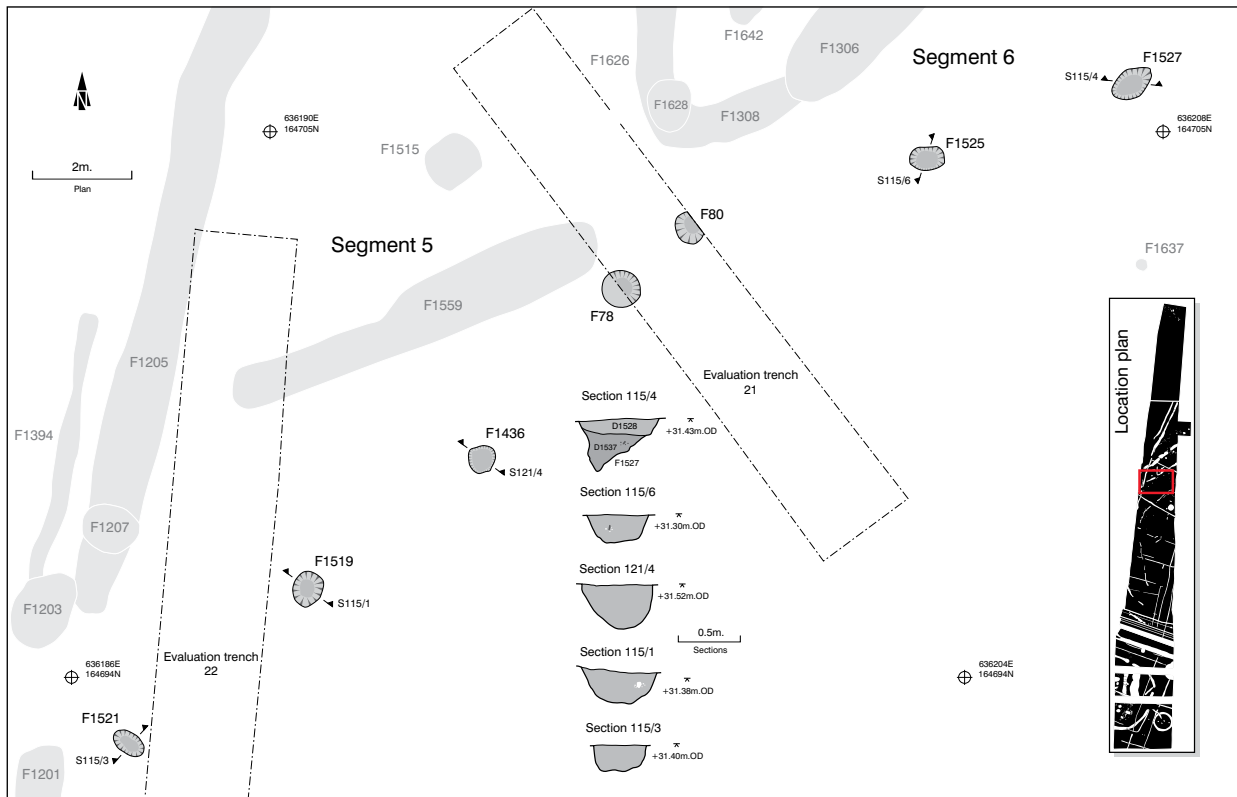 F1642
F1306
F1626
Segment 6
F1527
S115/4
F1628
F1308
636190E
164705N
636208E
164705N
N
F1515
F1525
S115/6
2m.
Plan
F80
Segment 5
F1637
F1559
F78
F1205
Evaluation trench
21
Location plan
Section 115/4
D1528
+31.43m.OD
D1537
F1527
F1394
F1436
S121/4
Section 115/6
+31.30m.OD
F1207
F1519
S115/1
Section 121/4
+31.52m.OD
F1203
0.5m.
Sections
Evaluation trench
22
Section 115/1
+31.38m.OD
636186E
164694N
636204E
164694N
F1521
S115/3
Section 115/3
+31.40m.OD
F1201